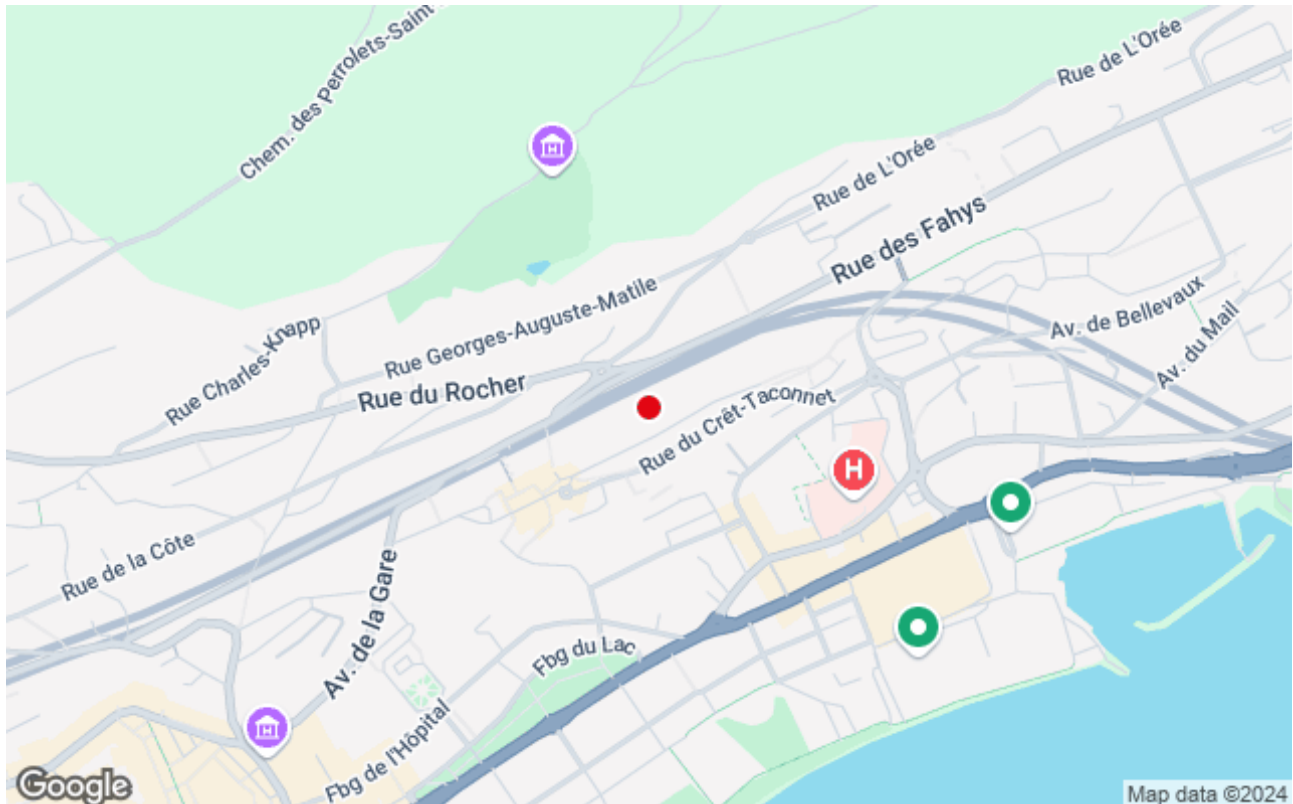 Chem. des Perrolets-Saint
Rue de L'Orée
Rue de L'Orée
Rue des Fahys
Rue Georges-Auguste-Matile
Av. de Bellevaux
Av. du Mail
Rue Charles-Knapp
Rue du Rocher
Rue du Crêt-Taconnet
H
Rue de la Côte
Av. de la Gare
Fbg du Lac
Fbg de l'Hôpital
Google
Map data ©2024